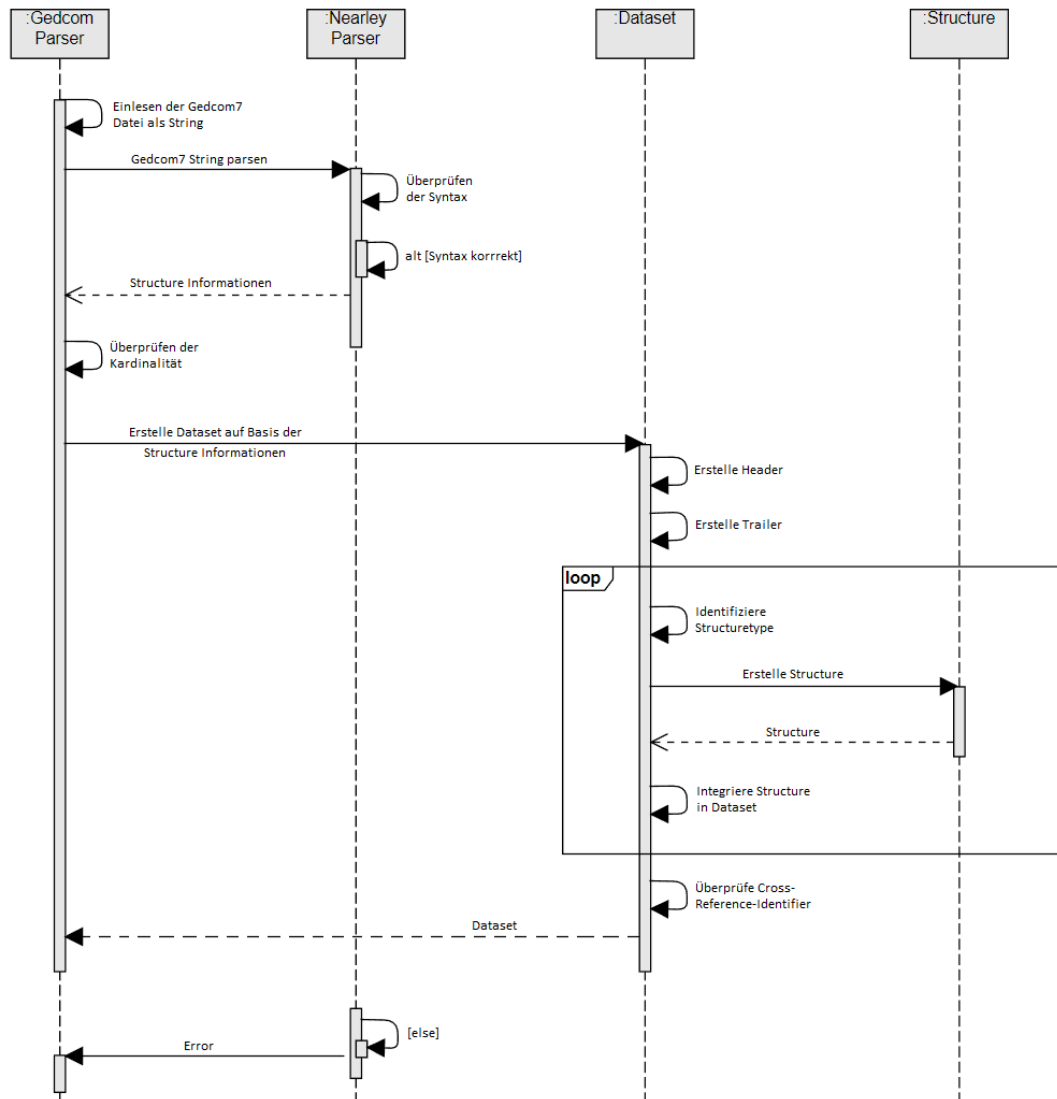 :Gedcom
Parser
:Nearley
Parser
:Dataset
:Structure
Einlesen der Gedcom7
Datei als String
Gedcom7 String parsen
Überprüfen
der Syntax
alt [Syntax korrrekt]
Structure Informationen
Überprüfen der
Kardinalität
Erstelle Dataset auf Basis der
Structure Informationen
Erstelle Header
Erstelle Trailer
loop
Identifiziere
Structuretype
Erstelle Structure
Structure
Integriere Structure
in Dataset
Überprüfe Cross-
Reference-Identifier
Dataset
[else]
Error